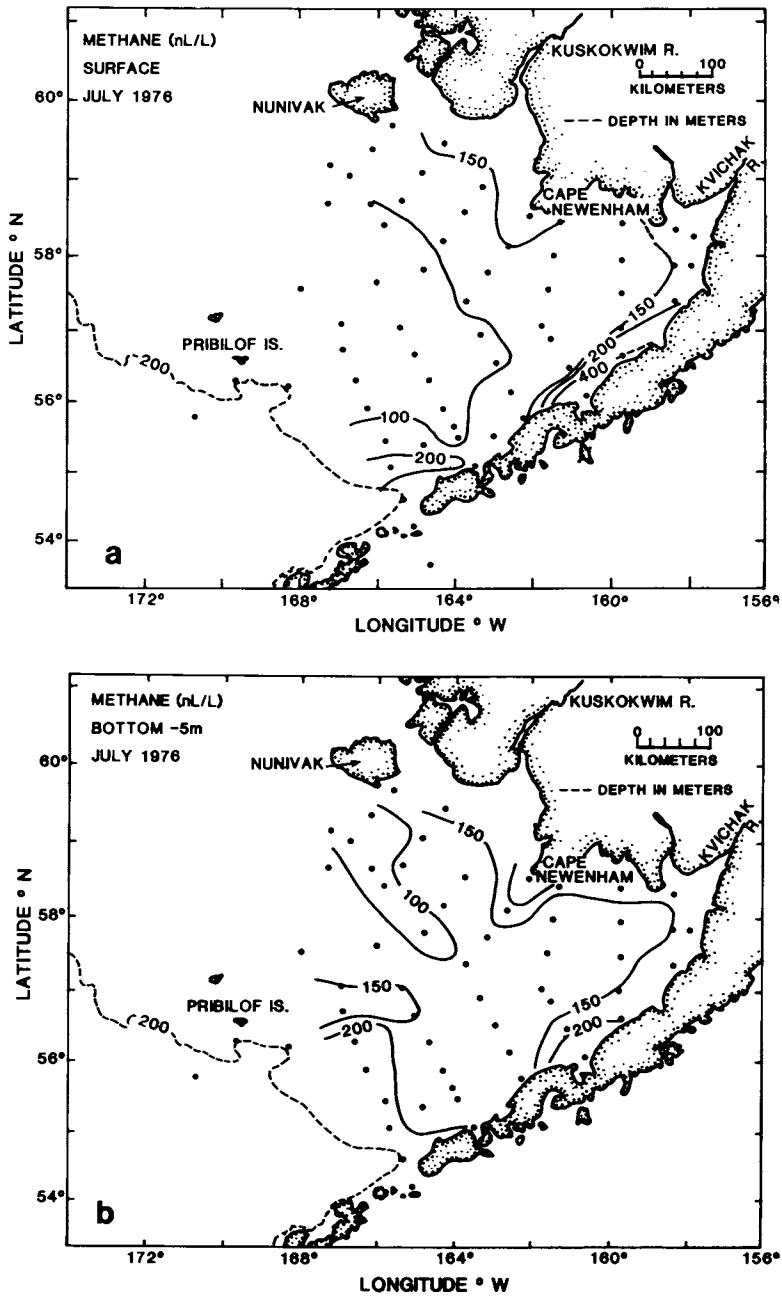 METHANE (nL/L)
SURFACE
JULY 1976
KUSKOKWIM R.
0 100
KILOMETERS
--- DEPTH IN METERS
NUNIVAK
150
CAPE
NEWENHAM
KVICHAK
R.
60°
58°
56°
54°
LATITUDE ° N
PRIBILOF IS.
200
150
200
400
100
200
a
172° 168° 164° 160° 156°
LONGITUDE ° W
METHANE (nL/L)
BOTTOM -5m
JULY 1976
KUSKOKWIM R.
0 100
KILOMETERS
--- DEPTH IN METERS
NUNIVAK
150
CAPE
NEWENHAM
KVICHAK
R.
60°
58°
56°
54°
LATITUDE ° N
100
PRIBILOF IS.
150
200
200
150
200
b
172° 168° 164° 160° 156°
LONGITUDE ° W